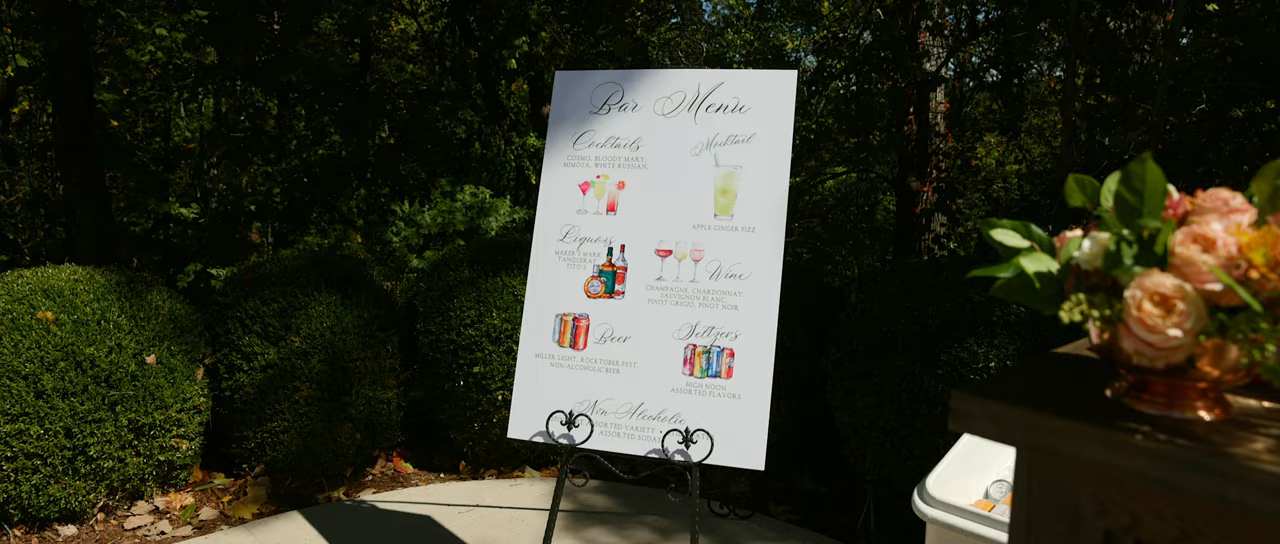 Bar Menu
Cocktails
COSMO, BLOODY MARY,
MIMOSA, WHITE RUSSIAN,
Mocktail
APPLE GINGER FIZZ
Liquors
MAKER'S MARK
TANQUERAY
TITO'S
Wine
CHAMPAGNE, CHARDONNAY,
SAUVIGNON BLANC,
PINOT GRIGIO, PINOT NOIR
Beer
MILLER LIGHT, ROCKTOBER FEST,
NON-ALCOHOLIC BEER
Seltzers
HIGH NOON
ASSORTED FLAVORS
Non Alcoholic
ASSORTED VARIETY
ASSORTED SODA